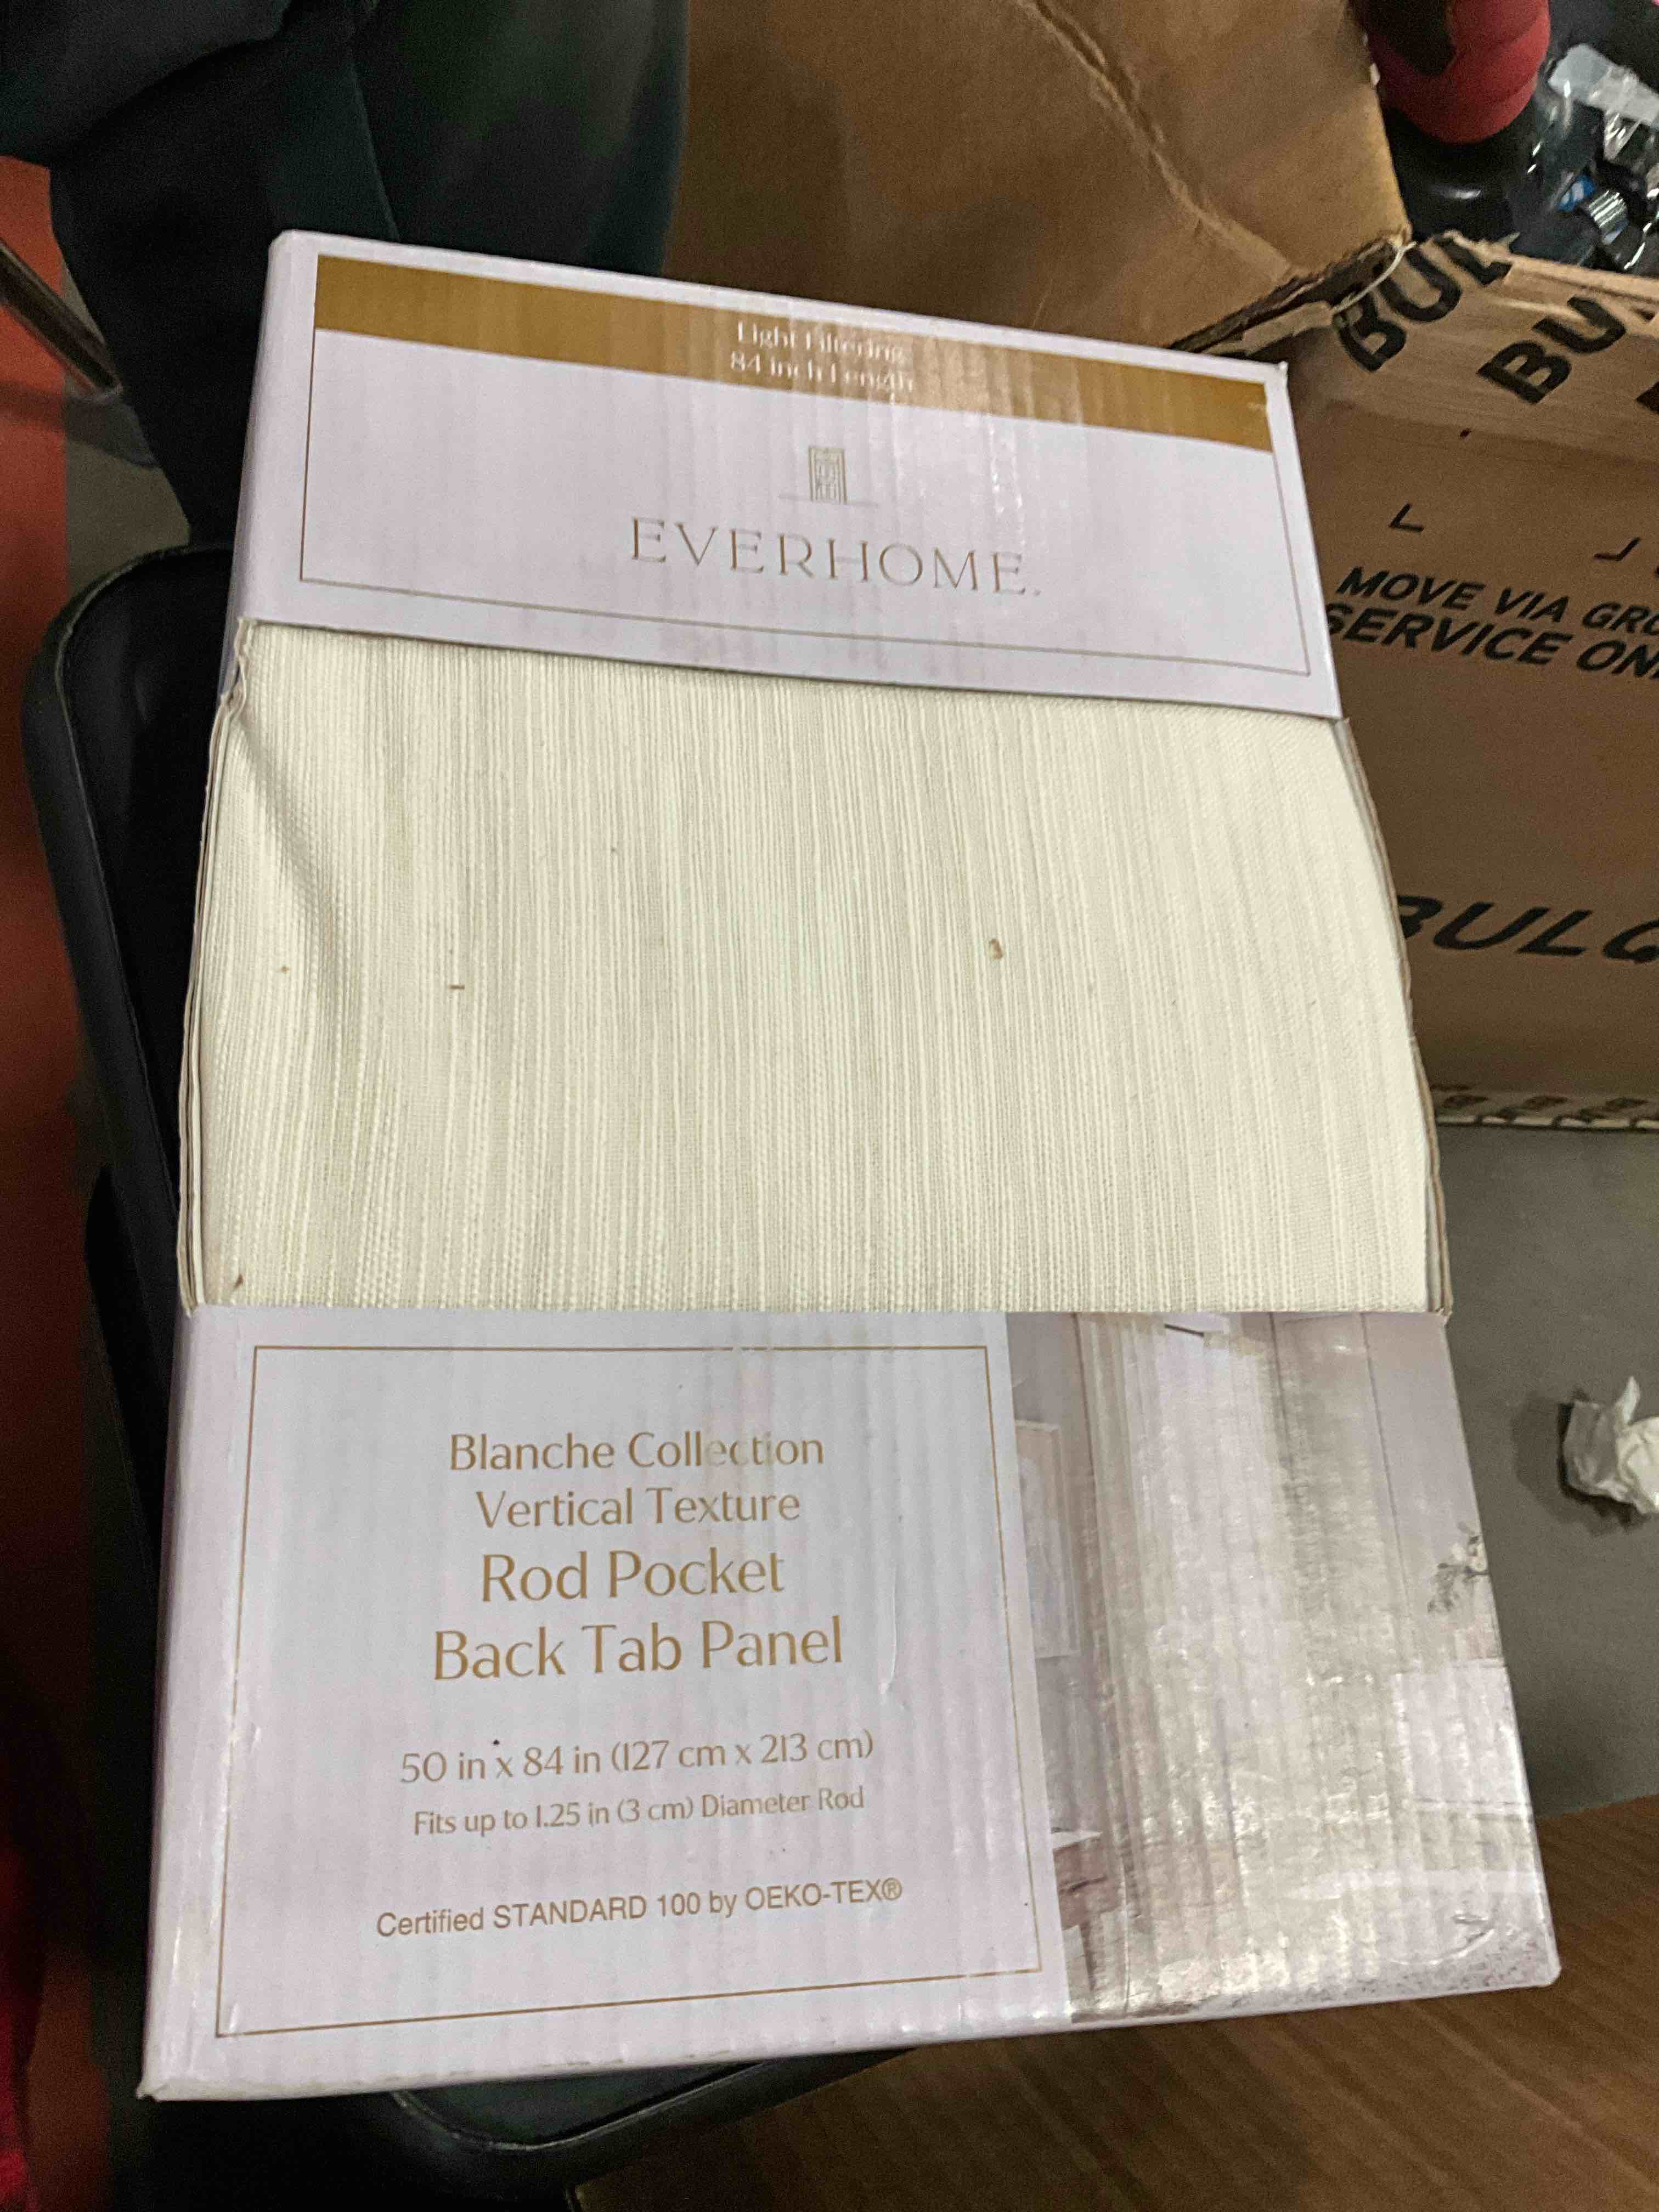 Light Filtering
84 inch Length
EVERHOME.
Blanche Collection
Vertical Texture
Rod Pocket
Back Tab Panel
50 in x 84 in (127 cm x 213 cm)
Fits up to 1.25 in (3 cm) Diameter Rod
Certified STANDARD 100 by OEKO-TEX®
MOVE VIA
SERVICE